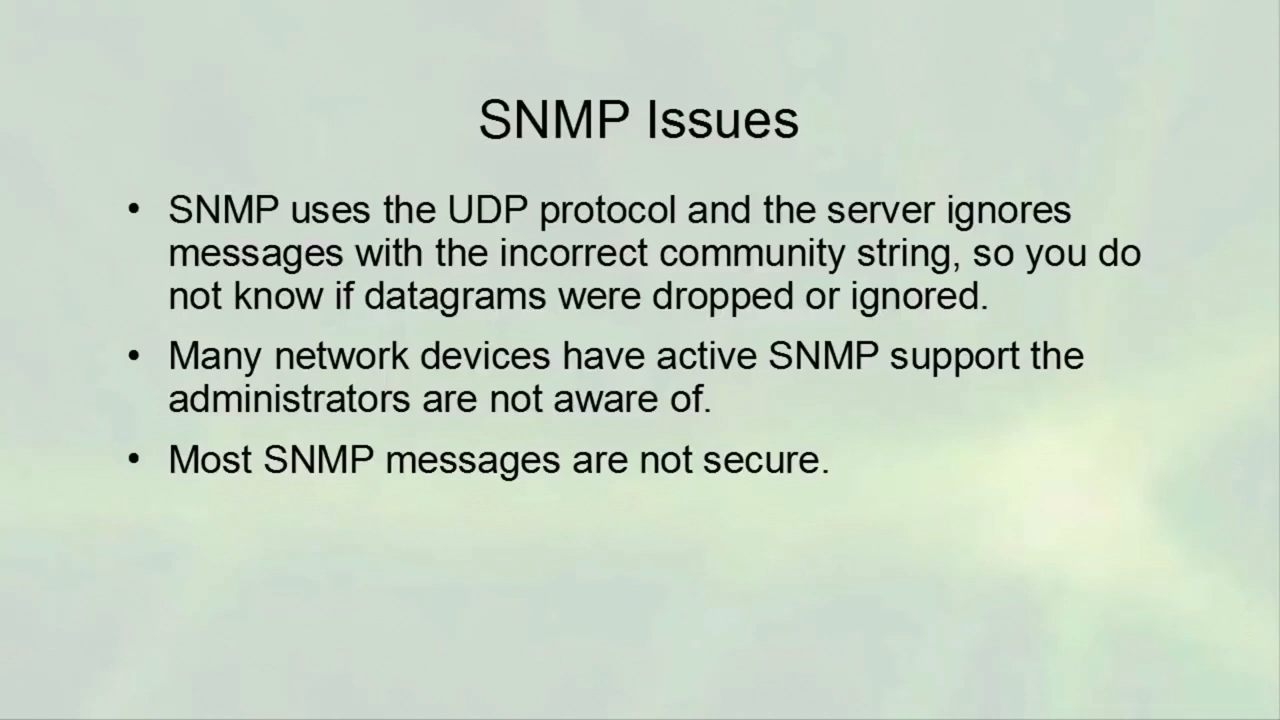 SNMP Issues
• SNMP uses the UDP protocol and the server ignores
messages with the incorrect community string, so you do
not know if datagrams were dropped or ignored.
• Many network devices have active SNMP support the
administrators are not aware of.
• Most SNMP messages are not secure.